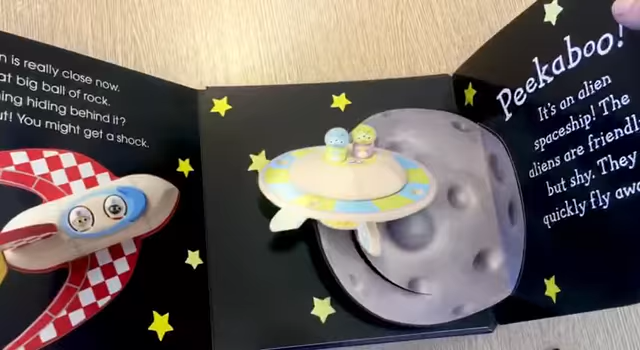 n is really close now.
at big ball of rock.
ing hiding behind it?
ut! You might get a shock.
Peekaboo!
It's an alien
spaceship! The
aliens are friendl
but shy. They
quickly fly awa